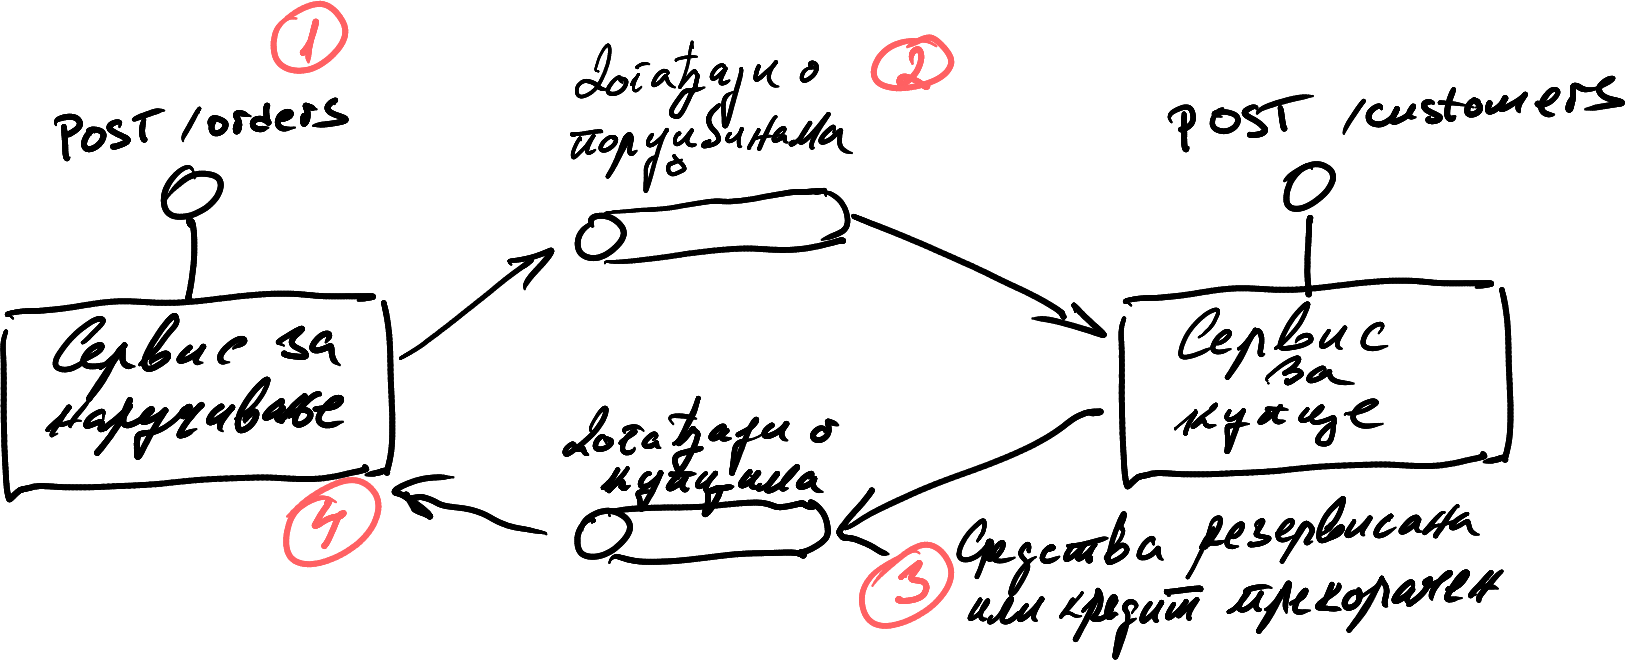 1
POST /orders
Догађаји о
поруџбинама
2
POST /customers
Сервис за
наручивање
Сервис
за
купце
Догађаји о
купцима
4
3
Средства резервисана
или кредит прекорачен